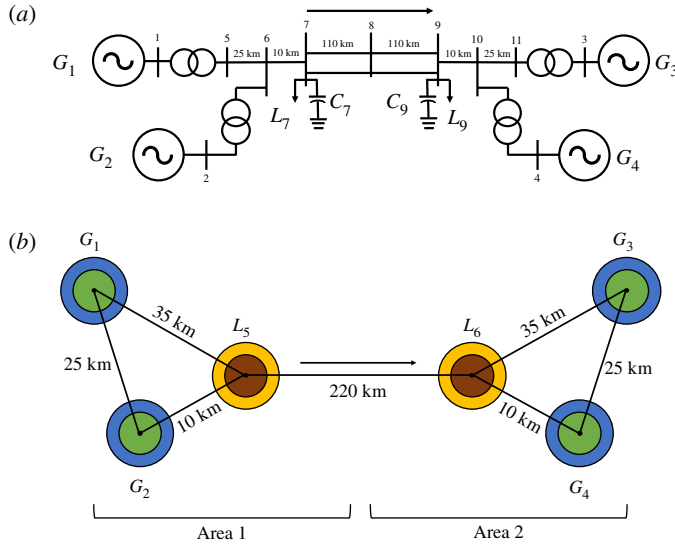 (a)
7 8 9
1 5 6 110 km 110 km 10 11 3
25 km 10 km 10 km 25 km
G1 G3
L7 C7 C9 L9
G2 G4
2 4
(b)
G1 G3
35 km L5 L6 35 km
25 km 25 km
220 km
10 km 10 km
G2 G4
Area 1 Area 2